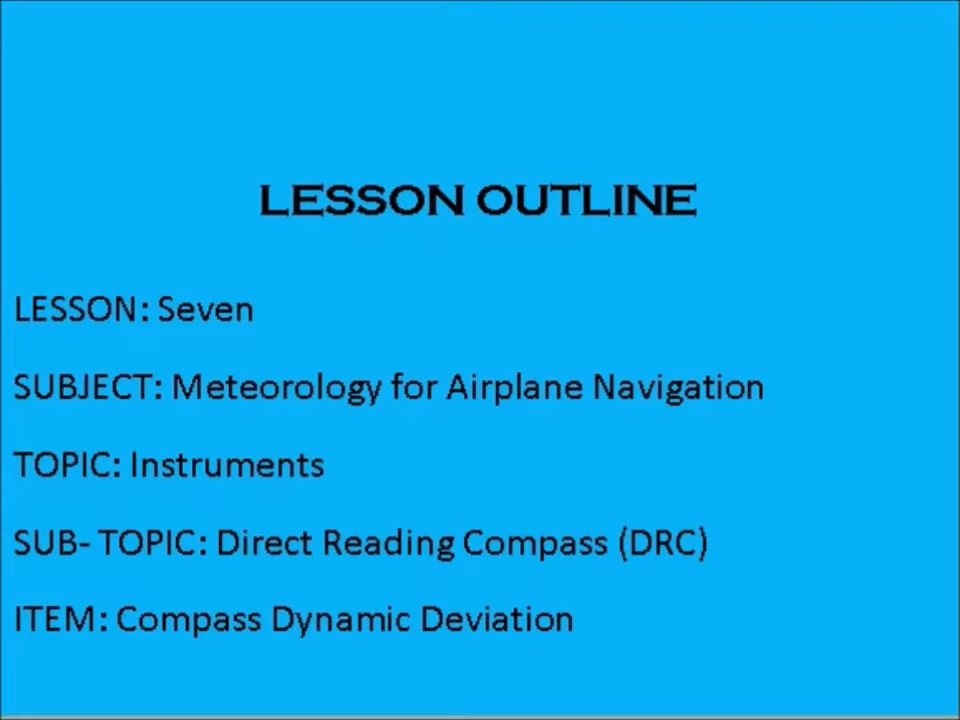 LESSON OUTLINE
LESSON: Seven
SUBJECT: Meteorology for Airplane Navigation
TOPIC: Instruments
SUB- TOPIC: Direct Reading Compass (DRC)
ITEM: Compass Dynamic Deviation